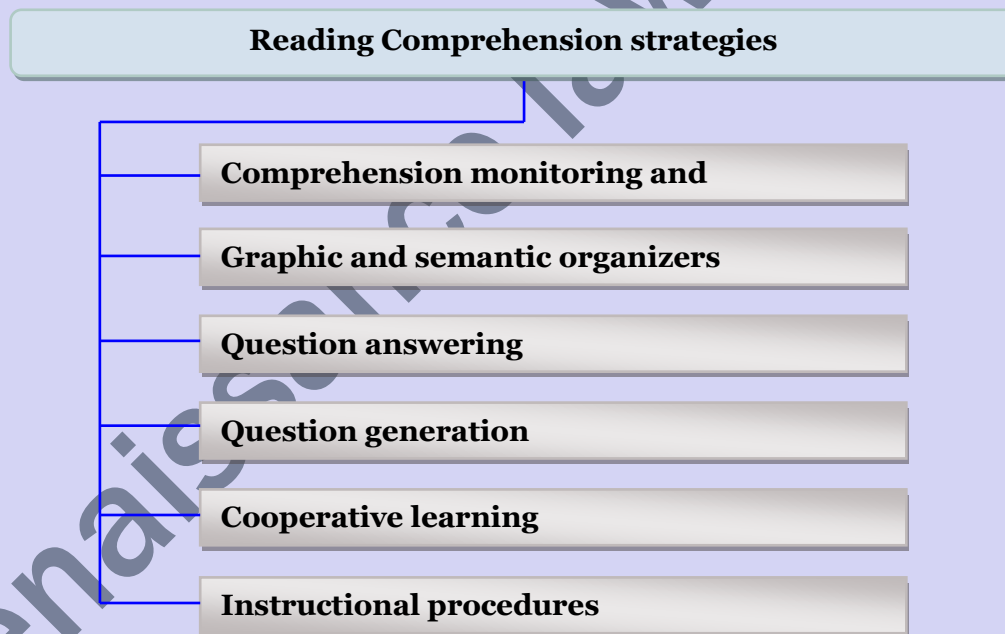 Reading Comprehension strategies
Comprehension monitoring and
Graphic and semantic organizers
Question answering
Question generation
Cooperative learning
Instructional procedures